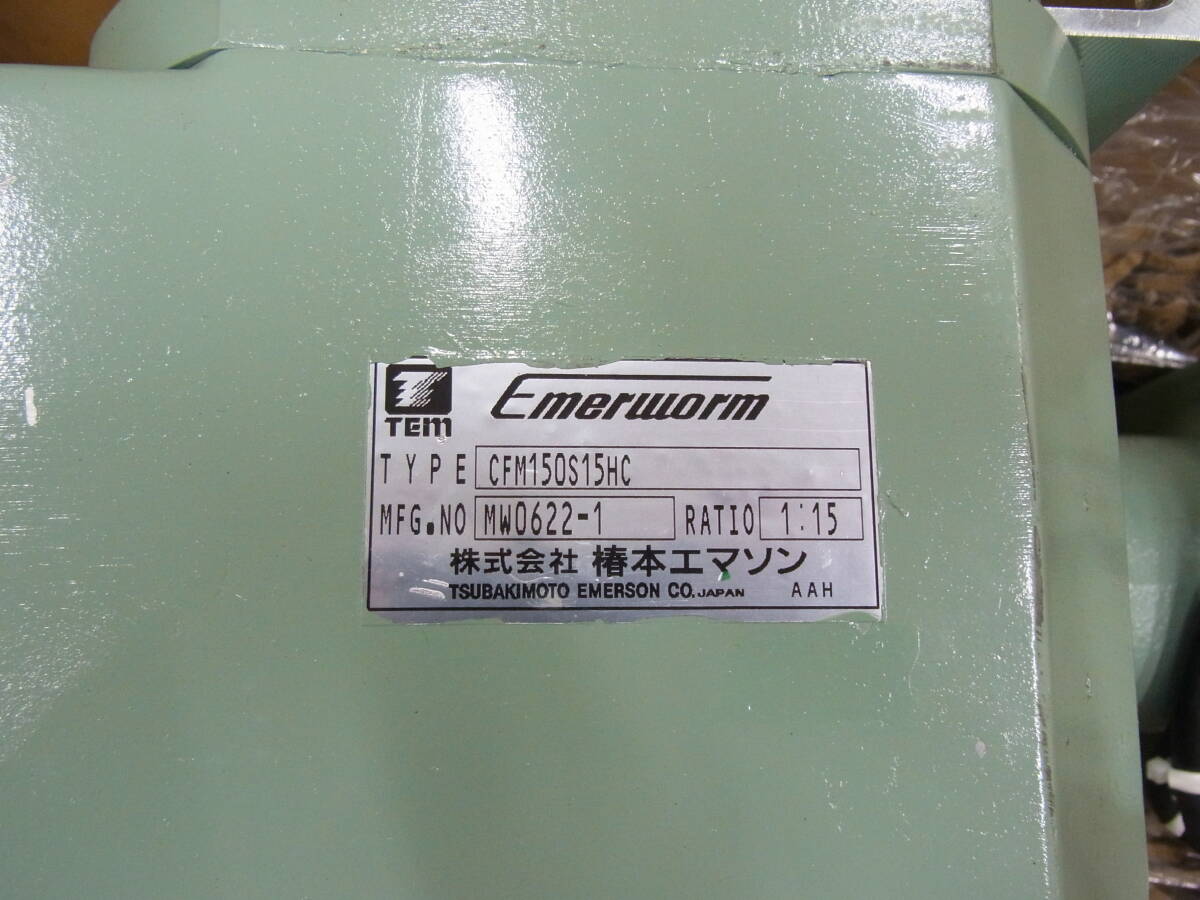 TEM
Emerworm
TYPE CFM150S15HC
MFG.NO MW0622-1 RATIO 1:15
株式会社 椿本エマソン
TSUBAKIMOTO EMERSON CO. JAPAN AAH